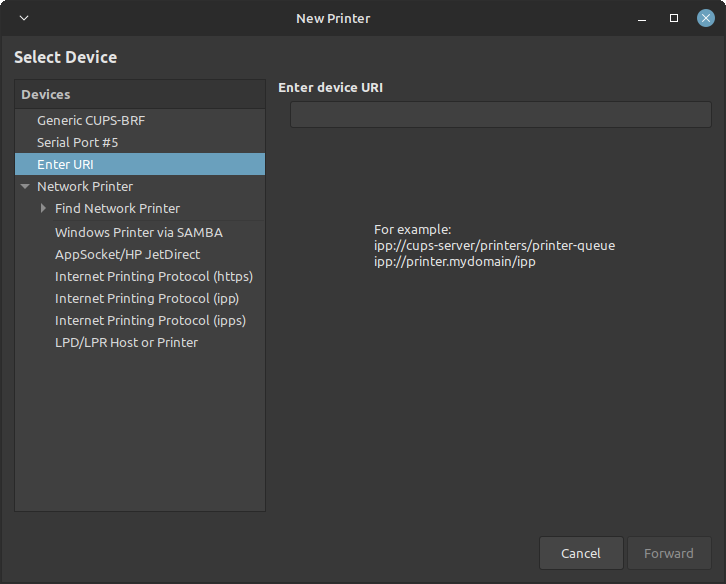 New Printer
Select Device
Devices
Generic CUPS-BRF
Serial Port #5
Enter URI
Network Printer
Find Network Printer
Windows Printer via SAMBA
AppSocket/HP JetDirect
Internet Printing Protocol (https)
Internet Printing Protocol (ipp)
Internet Printing Protocol (ipps)
LPD/LPR Host or Printer
Enter device URI
For example:
ipp://cups-server/printers/printer-queue
ipp://printer.mydomain/ipp
Cancel
Forward